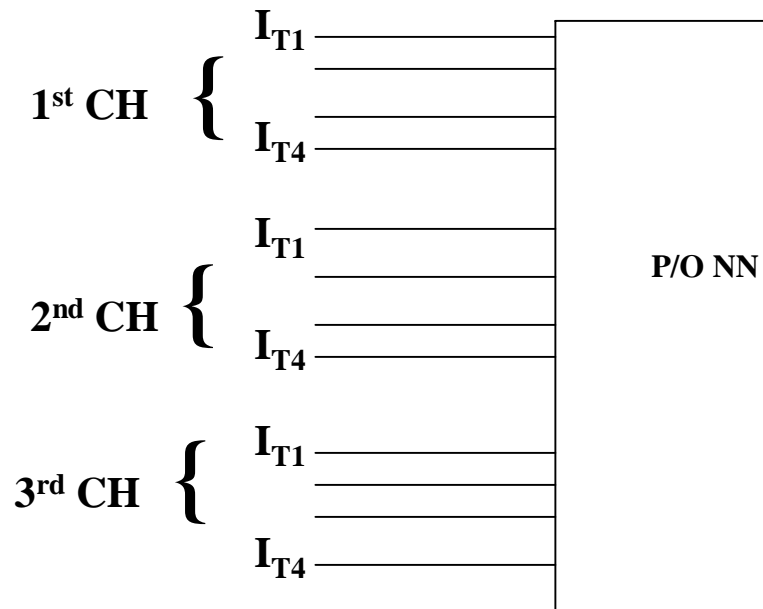 I_T1
1st CH {
I_T4
I_T1
2nd CH {
I_T4
P/O NN
I_T1
3rd CH {
I_T4